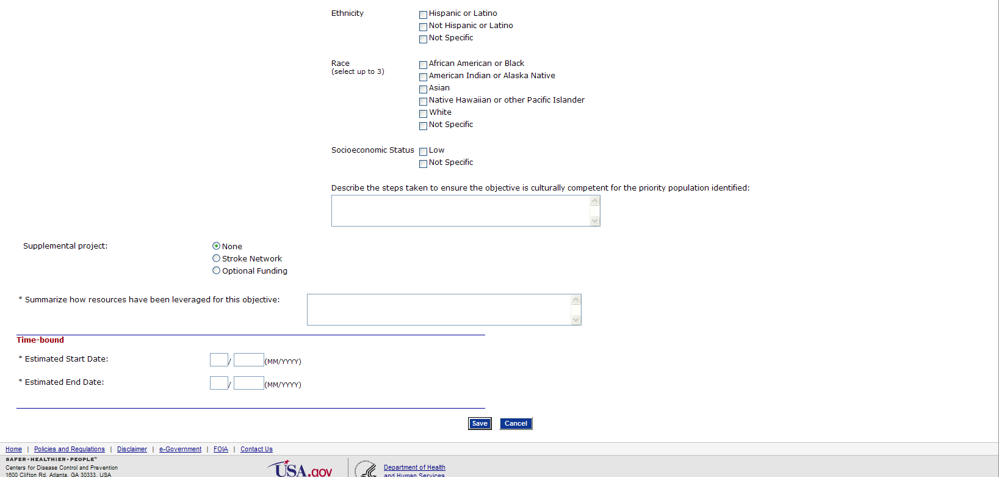 Ethnicity
Hispanic or Latino
Not Hispanic or Latino
Not Specific
Race
(select up to 3)
African American or Black
American Indian or Alaska Native
Asian
Native Hawaiian or other Pacific Islander
White
Not Specific
Socioeconomic Status
Low
Not Specific
Describe the steps taken to ensure the objective is culturally competent for the priority population identified:
Supplemental project:
None
Stroke Network
Optional Funding
* Summarize how resources have been leveraged for this objective:
Time-bound
* Estimated Start Date:
/ (MM/YYYY)
* Estimated End Date:
/ (MM/YYYY)
Save Cancel
Home | Policies and Regulations | Disclaimer | e-Government | FOIA | Contact Us
SAFER • HEALTHIER • PEOPLE™
Centers for Disease Control and Prevention
1600 Clifton Rd, Atlanta, GA 30333, USA
USA.gov
Department of Health
and Human Services